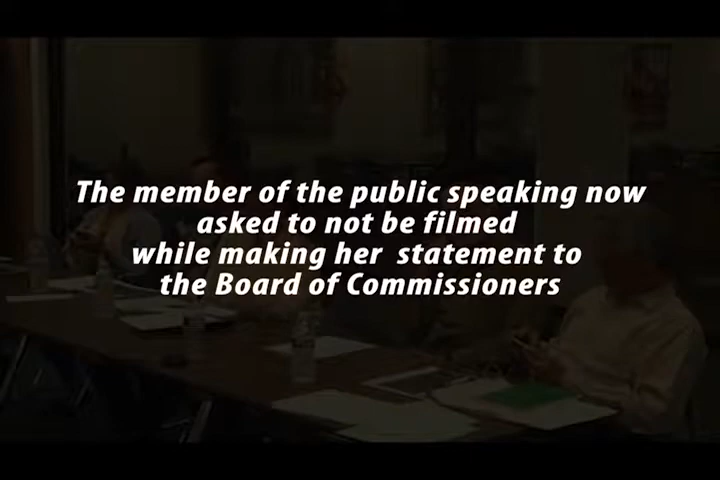 The member of the public speaking now
asked to not be filmed
while making her statement to
the Board of Commissioners